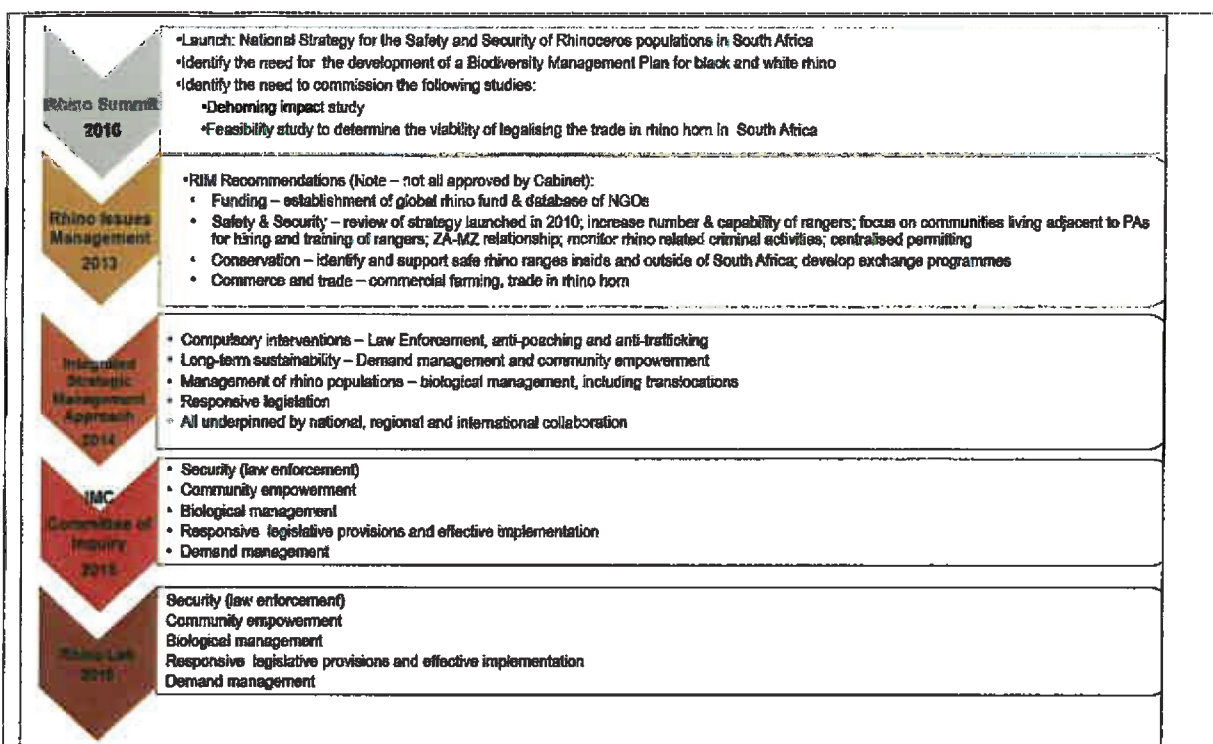 Rhino Summit
2010
•Launch: National Strategy for the Safety and Security of Rhinoceros populations in South Africa
•Identify the need for the development of a Biodiversity Management Plan for black and white rhino
•Identify the need to commission the following studies:
•Dehorning impact study
•Feasibility study to determine the viability of legalising the trade in rhino horn in South Africa
Rhino Issues
Management
2013
•RIM Recommendations (Note – not all approved by Cabinet):
• Funding – establishment of global rhino fund & database of NGOs
• Safety & Security – review of strategy launched in 2010; increase number & capability of rangers; focus on communities living adjacent to PAs
for hiring and training of rangers; ZA-MZ relationship; monitor rhino related criminal activities; centralised permitting
• Conservation – identify and support safe rhino ranges inside and outside of South Africa; develop exchange programmes
• Commerce and trade – commercial farming, trade in rhino horn
Integrated
Strategic
Management
Approach
2014
• Compulsory interventions – Law Enforcement, anti-poaching and anti-trafficking
• Long-term sustainability – Demand management and community empowerment
• Management of rhino populations – biological management, including translocations
• Responsive legislation
• All underpinned by national, regional and international collaboration
IMC
Committee of
Inquiry
• Security (law enforcement)
• Community empowerment
• Biological management
• Responsive legislative provisions and effective implementation
• Demand management
Rhino Lab
Security (law enforcement)
Community empowerment
Biological management
Responsive legislative provisions and effective implementation
Demand management